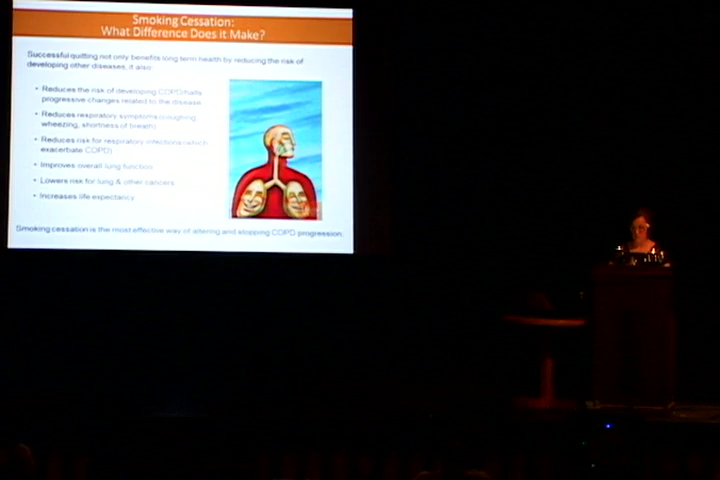 Smoking Cessation:
What Difference Does it Make?
Successful quitting not only benefits long term health by reducing the risk of
developing other diseases, it also:
• Reduces the risk of developing COPD/halts
progressive changes related to the disease
• Reduces respiratory symptoms (coughing,
wheezing, shortness of breath)
• Reduces risk for respiratory infections (which
exacerbate COPD)
• Improves overall lung function
• Lowers risk for lung & other cancers
• Increases life expectancy
Smoking cessation is the most effective way of altering and stopping COPD progression.